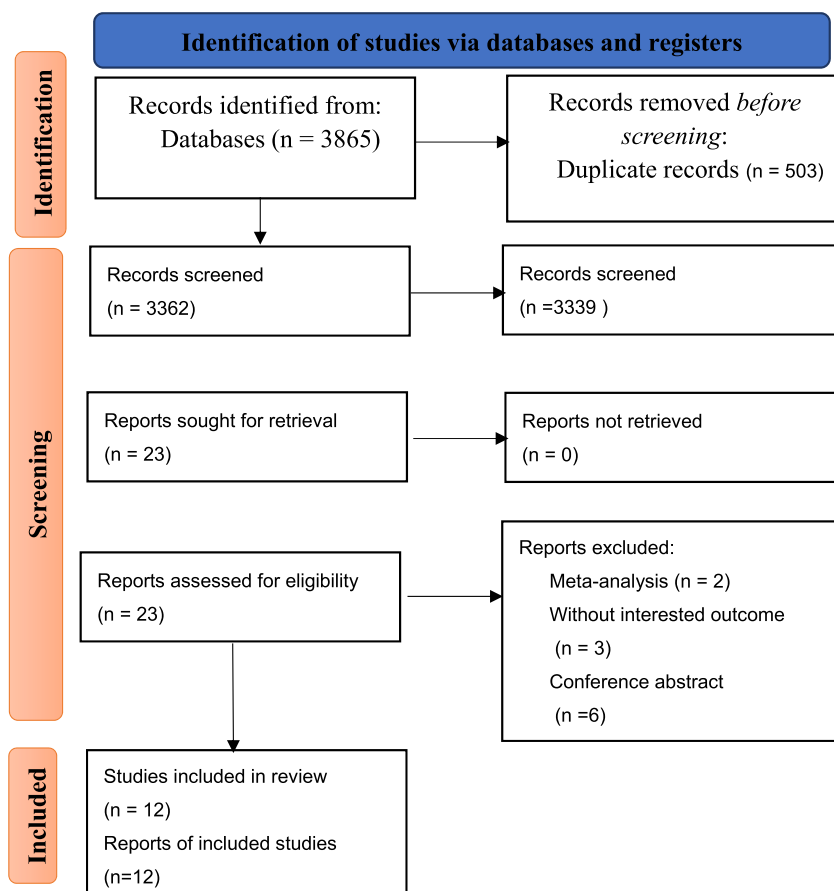 Identification of studies via databases and registers
Identification
Records identified from:
Databases (n = 3865)
Records removed before
screening:
Duplicate records (n = 503)
Screening
Records screened
(n = 3362)
Records screened
(n =3339 )
Reports sought for retrieval
(n = 23)
Reports not retrieved
(n = 0)
Reports assessed for eligibility
(n = 23)
Reports excluded:
Meta-analysis (n = 2)
Without interested outcome
(n = 3)
Conference abstract
(n =6)
Included
Studies included in review
(n = 12)
Reports of included studies
(n=12)